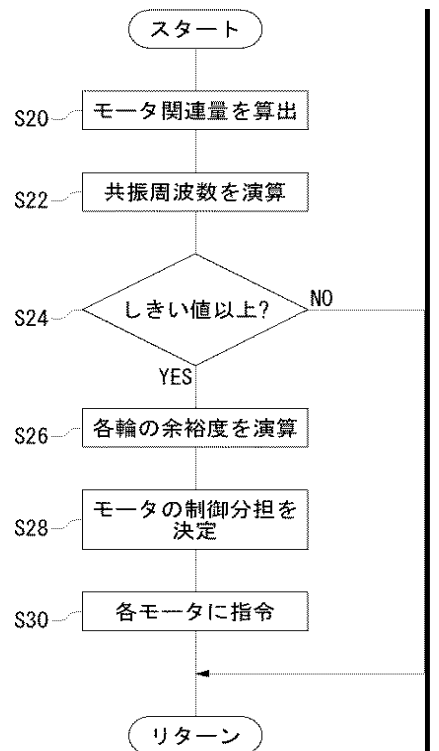 スタート
S20
モータ関連量を算出
S22
共振周波数を演算
S24
しきい値以上?
NO
YES
S26
各輪の余裕度を演算
S28
モータの制御分担を
決定
S30
各モータに指令
リターン